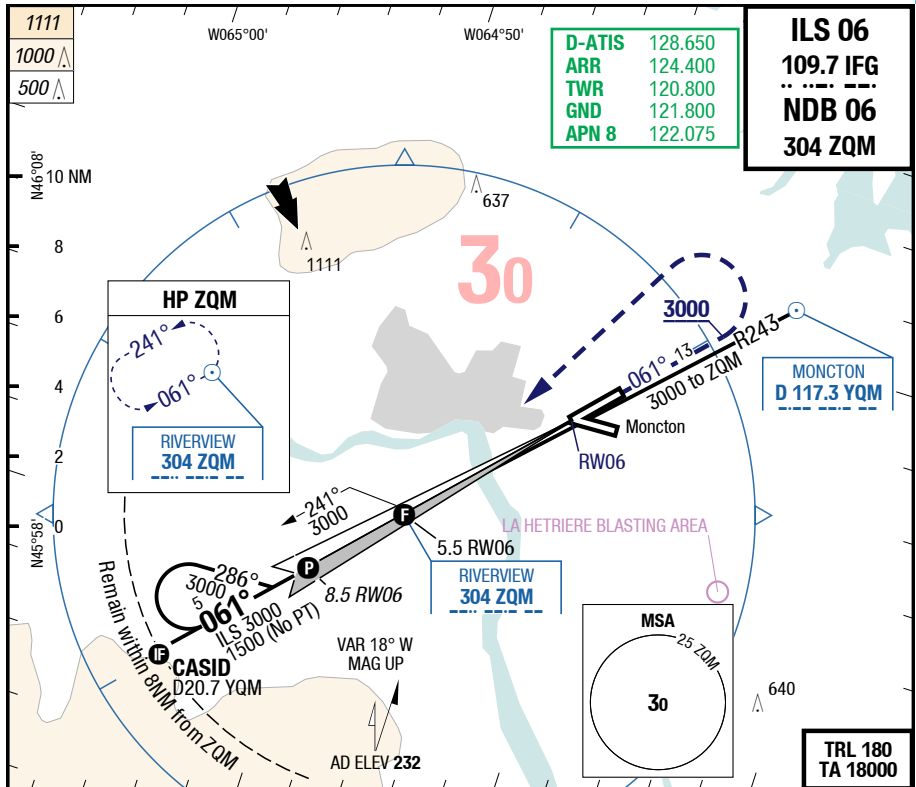 1111
1000
500
W065°00'
W064°50'
D-ATIS 128.650
ARR 124.400
TWR 120.800
GND 121.800
APN 8 122.075
ILS 06
109.7 IFG
NDB 06
304 ZQM
N46°08'
10 NM
8
6
4
2
0
N45°58'
1111
637
30
HP ZQM
241°
061°
RIVERVIEW
304 ZQM
3000
061°
13
R243
3000 to ZQM
MONCTON
D 117.3 YQM
Moncton
RW06
241°
3000
F
5.5 RW06
LA HETRIERE BLASTING AREA
RIVERVIEW
304 ZQM
P
8.5 RW06
286°
3000
5
061°
ILS 3000
1500 (No PT)
IF
CASID
D20.7 YQM
Remain within 8NM from ZQM
VAR 18° W
MAG UP
AD ELEV 232
MSA
25 ZQM
30
640
TRL 180
TA 18000